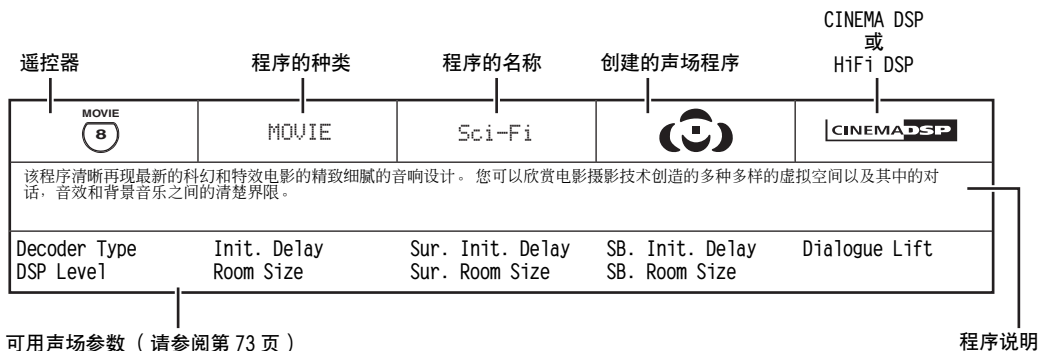 CINEMA DSP
或
HiFi DSP
遥控器
程序的种类
程序的名称
创建的声场程序
MOVIE
8
MOVIE
Sci-Fi
CINEMA DSP
该程序清晰再现最新的科幻和特效电影的精致细腻的音响设计。 您可以欣赏电影摄影技术创造的多种多样的虚拟空间以及其中的对
话，音效和背景音乐之间的清楚界限。
Decoder Type Init. Delay Sur. Init. Delay SB. Init. Delay Dialogue Lift
DSP Level Room Size Sur. Room Size SB. Room Size
可用声场参数 ( 请参阅第 73 页 )
程序说明